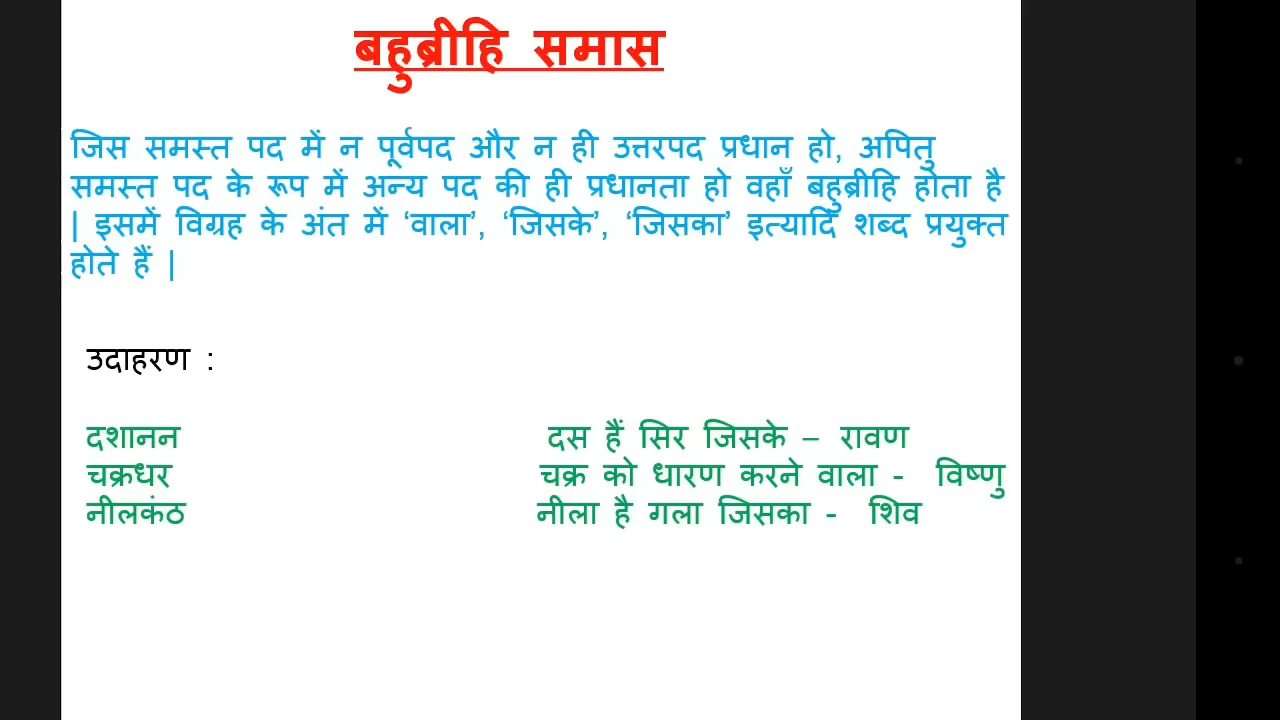 बहुब्रीहि समास
जिस समस्त पद में न पूर्वपद और न ही उत्तरपद प्रधान हो, अपितु
समस्त पद के रूप में अन्य पद की ही प्रधानता हो वहाँ बहुब्रीहि होता है
| इसमें विग्रह के अंत में ‘वाला’, ‘जिसके’, ‘जिसका’ इत्यादि शब्द प्रयुक्त
होते हैं |
उदाहरण :
दशानन दस हैं सिर जिसके – रावण
चक्रधर चक्र को धारण करने वाला - विष्णु
नीलकंठ नीला है गला जिसका - शिव